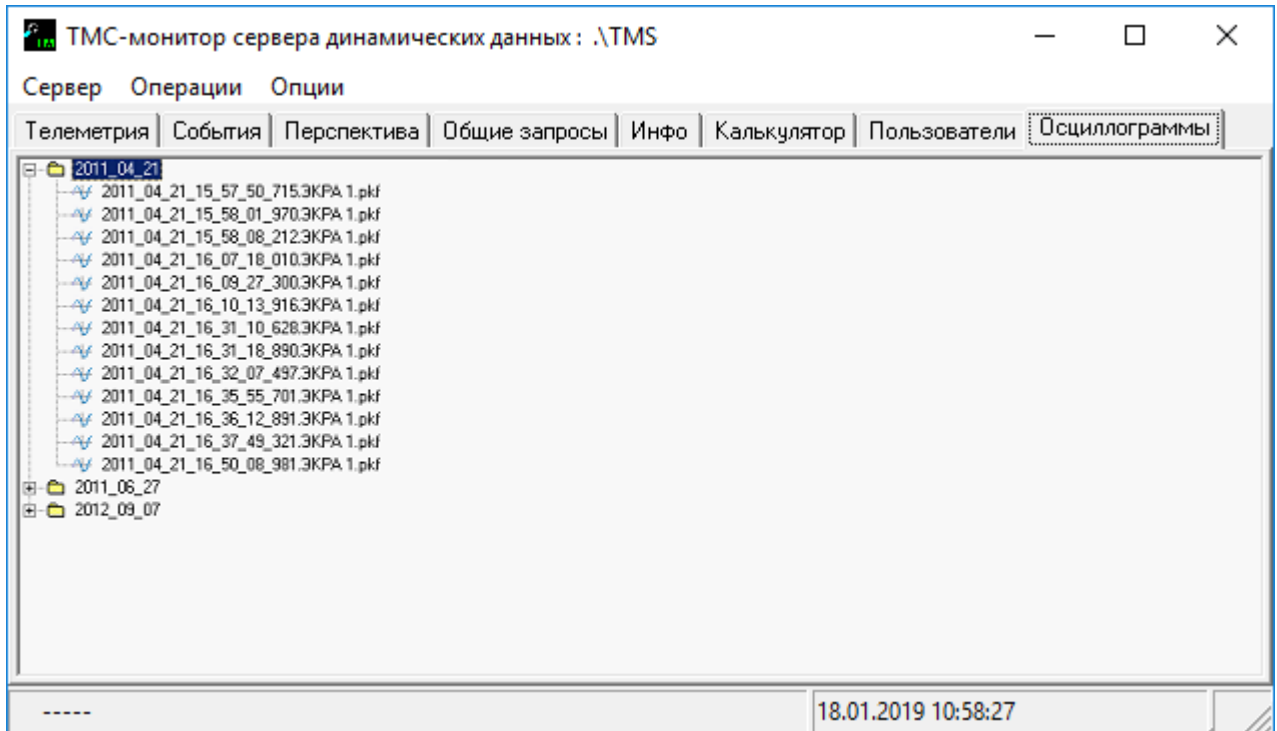 ТМС-монитор сервера динамических данных : .\TMS
Сервер Операции Опции
Телеметрия События Перспектива Общие запросы Инфо Калькулятор Пользователи Осциллограммы
2011_04_21
2011_04_21_15_57_50_715.ЭКРА 1.pkf
2011_04_21_15_58_01_970.ЭКРА 1.pkf
2011_04_21_15_58_08_212.ЭКРА 1.pkf
2011_04_21_16_07_18_010.ЭКРА 1.pkf
2011_04_21_16_09_27_300.ЭКРА 1.pkf
2011_04_21_16_10_13_916.ЭКРА 1.pkf
2011_04_21_16_31_10_628.ЭКРА 1.pkf
2011_04_21_16_31_18_890.ЭКРА 1.pkf
2011_04_21_16_32_07_497.ЭКРА 1.pkf
2011_04_21_16_35_55_701.ЭКРА 1.pkf
2011_04_21_16_36_12_891.ЭКРА 1.pkf
2011_04_21_16_37_49_321.ЭКРА 1.pkf
2011_04_21_16_50_08_981.ЭКРА 1.pkf
2011_06_27
2012_09_07
----- 18.01.2019 10:58:27